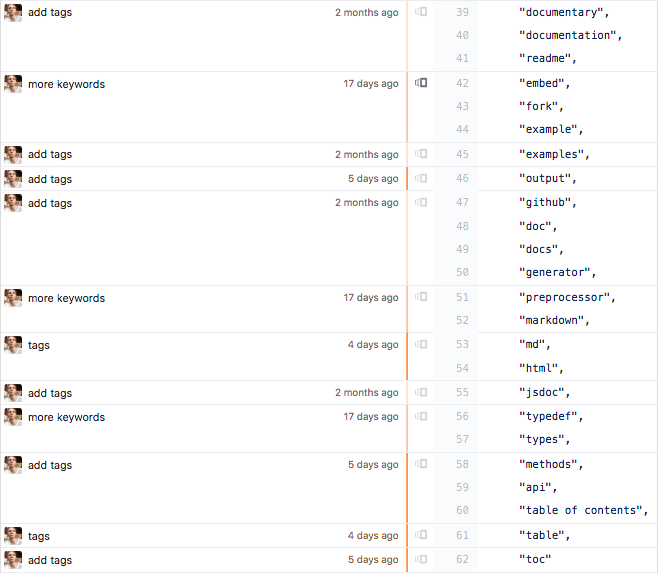 add tags 2 months ago 39 "documentary",
40 "documentation",
41 "readme",
more keywords 17 days ago 42 "embed",
43 "fork",
44 "example",
add tags 2 months ago 45 "examples",
add tags 5 days ago 46 "output",
add tags 2 months ago 47 "github",
48 "doc",
49 "docs",
50 "generator",
more keywords 17 days ago 51 "preprocessor",
52 "markdown",
tags 4 days ago 53 "md",
54 "html",
add tags 2 months ago 55 "jsdoc",
more keywords 17 days ago 56 "typedef",
57 "types",
add tags 5 days ago 58 "methods",
59 "api",
60 "table of contents",
tags 4 days ago 61 "table",
add tags 5 days ago 62 "toc"